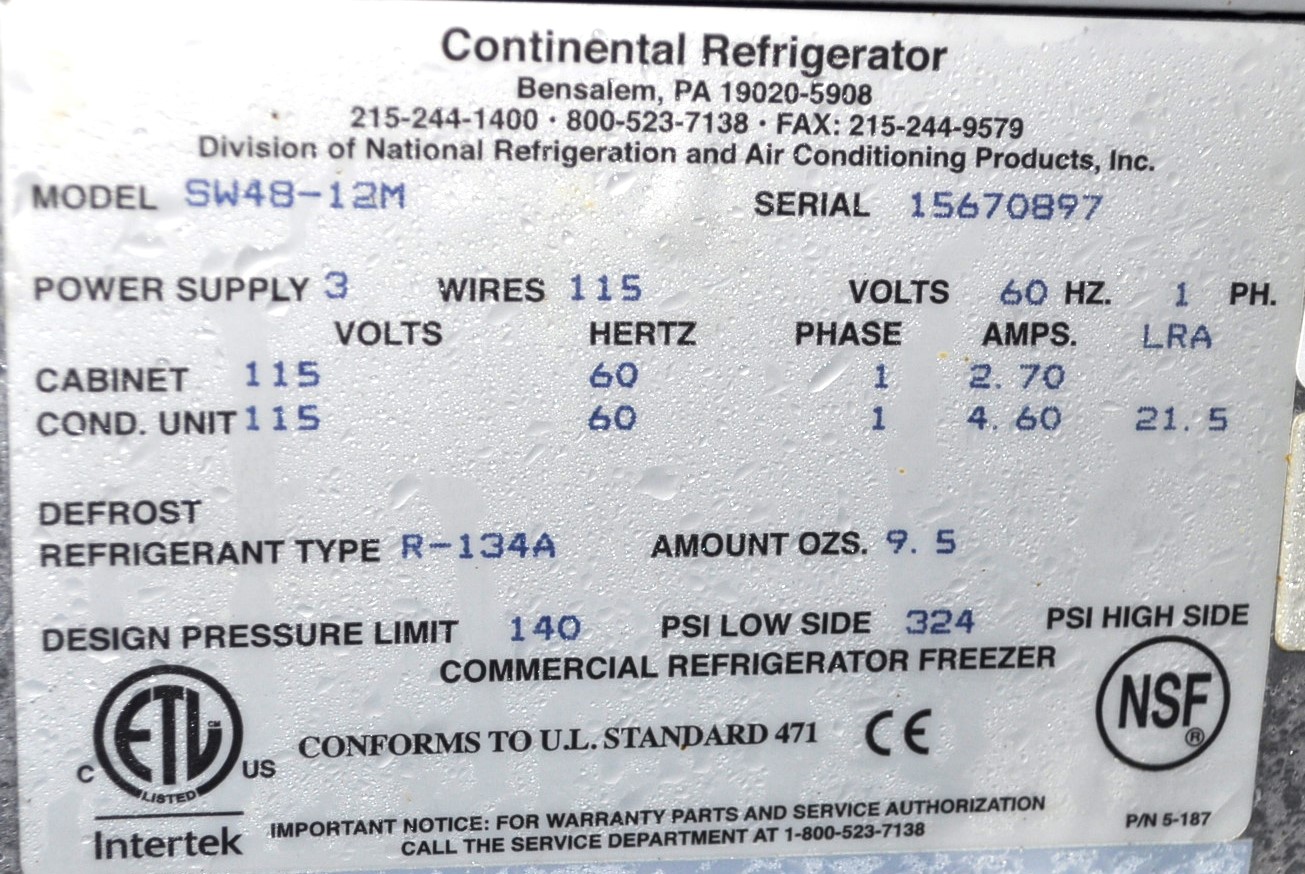 Continental Refrigerator
Bensalem, PA 19020-5908
215-244-1400 · 800-523-7138 · FAX: 215-244-9579
Division of National Refrigeration and Air Conditioning Products, Inc.
MODEL SW48-12M SERIAL 15670897
POWER SUPPLY 3 WIRES 115 VOLTS 60 HZ. 1 PH.
VOLTS HERTZ PHASE AMPS. LRA
CABINET 115 60 1 2.70
COND. UNIT 115 60 1 4.60 21.5
DEFROST
REFRIGERANT TYPE R-134A AMOUNT OZS. 9.5
DESIGN PRESSURE LIMIT 140 PSI LOW SIDE 324 PSI HIGH SIDE
COMMERCIAL REFRIGERATOR FREEZER
C ETL CM US
LISTED
Intertek
CONFORMS TO U.L. STANDARD 471 CE
NSF ®
IMPORTANT NOTICE: FOR WARRANTY PARTS AND SERVICE AUTHORIZATION
CALL THE SERVICE DEPARTMENT AT 1-800-523-7138
P/N 5-187